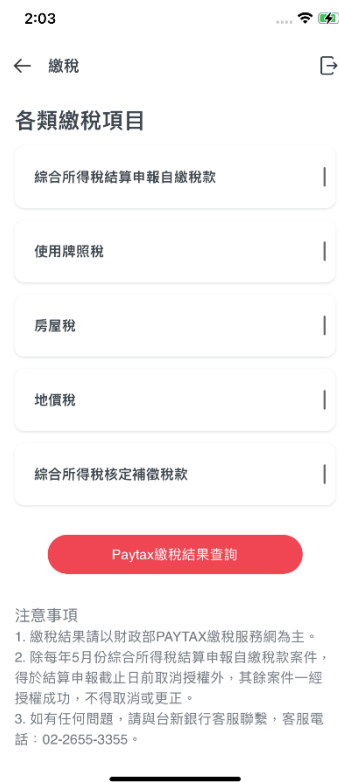 2:03
繳稅
各類繳稅項目
綜合所得稅結算申報自繳稅款
使用牌照稅
房屋稅
地價稅
綜合所得稅核定補徵稅款
Paytax繳稅結果查詢
注意事項
1. 繳稅結果請以財政部PAYTAX繳稅服務網為主。
2. 除每年5月份綜合所得稅結算申報自繳稅款案件，
得於結算申報截止日前取消授權外，其餘案件一經
授權成功，不得取消或更正。
3. 如有任何問題，請與台新銀行客服聯繫，客服電
話：02-2655-3355。